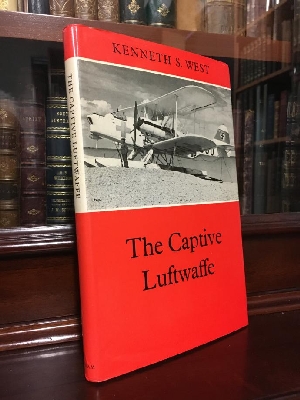 KENNETH S. WEST
The Captive
Luftwaffe
THE CAPTIVE LUFTWAFFE